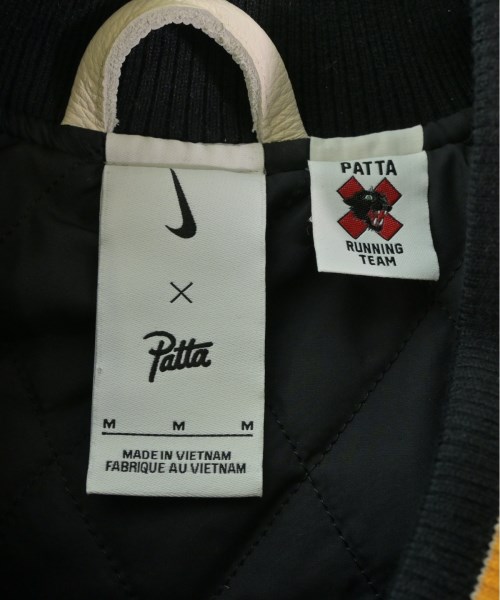 ×
Patta
M M M
MADE IN VIETNAM
FABRIQUE AU VIETNAM
PATTA
RUNNING
TEAM